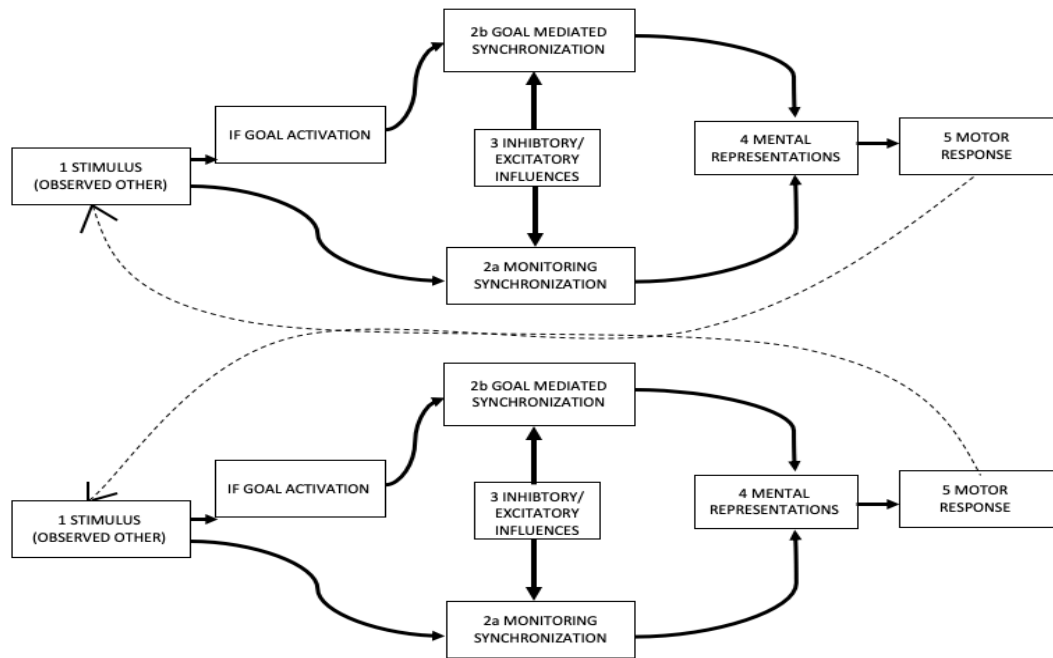 2b GOAL MEDIATED
SYNCHRONIZATION
IF GOAL ACTIVATION
3 INHIBTORY/
EXCITATORY
INFLUENCES
4 MENTAL
REPRESENTATIONS
5 MOTOR
RESPONSE
1 STIMULUS
(OBSERVED OTHER)
2a MONITORING
SYNCHRONIZATION
2b GOAL MEDIATED
SYNCHRONIZATION
IF GOAL ACTIVATION
3 INHIBTORY/
EXCITATORY
INFLUENCES
4 MENTAL
REPRESENTATIONS
5 MOTOR
RESPONSE
1 STIMULUS
(OBSERVED OTHER)
2a MONITORING
SYNCHRONIZATION